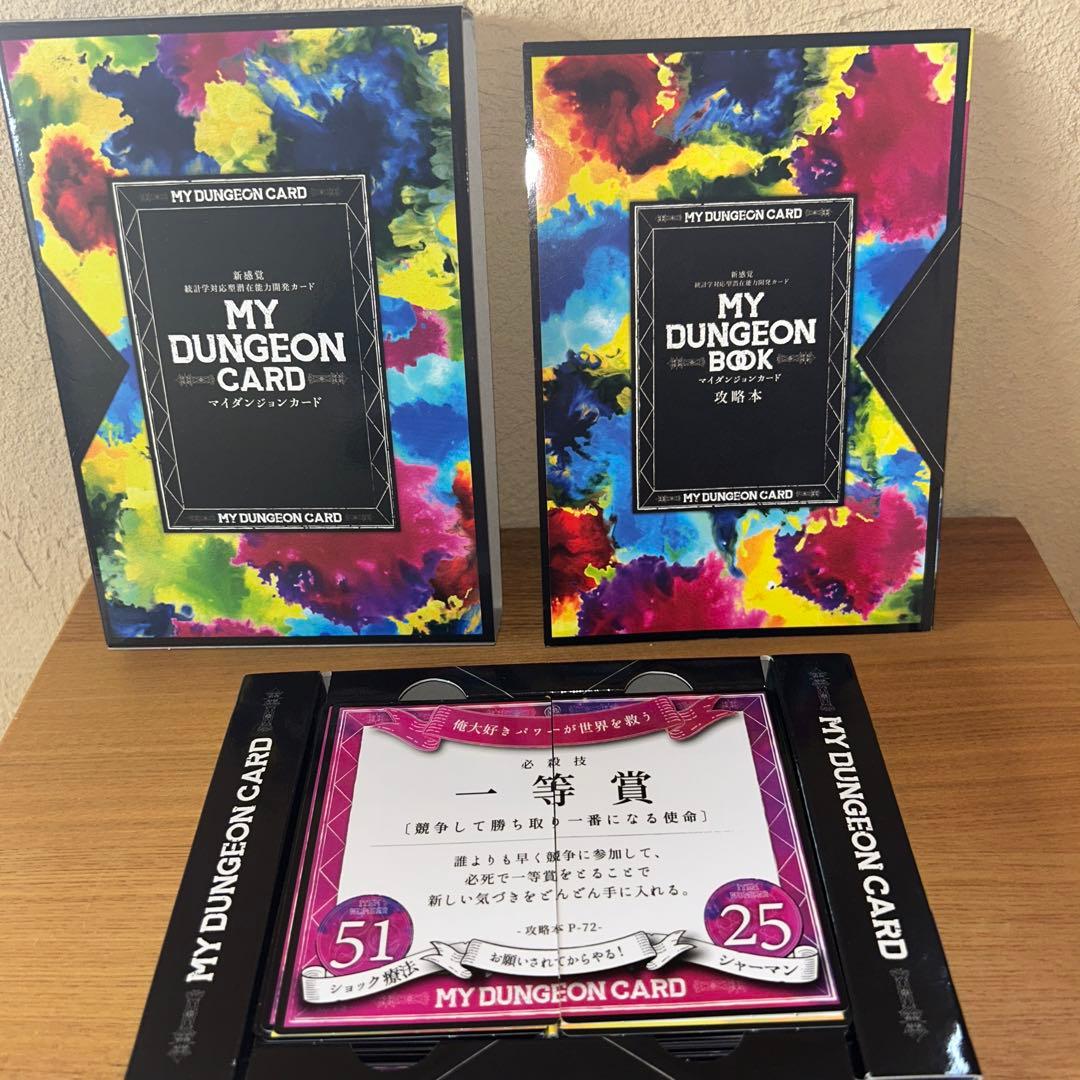 MY DUNGEON CARD
新感覚
統計学対応型潜在能力開発カード
MY
DUNGEON
CARD
マイダンジョンカード
MY DUNGEON CARD
MY DUNGEON CARD
新感覚
統計学対応型潜在能力開発カード
MY
DUNGEON
BOOK
マイダンジョンカード
攻略本
MY DUNGEON CARD
MY DUNGEON CARD
俺大好きパワーが世界を救う
必殺技
一等賞
〔競争して勝ち取り一番になる使命〕
誰よりも早く競争に参加して、
必死で一等賞をとることで
新しい気づきをどんどん手に入れる。
-攻略本 P-72-
ITEM
NUMBER
51
ショック療法
お願いされてからやる！
ITEM
NUMBER
25
シャーマン
MY DUNGEON CARD
MY DUNGEON CARD